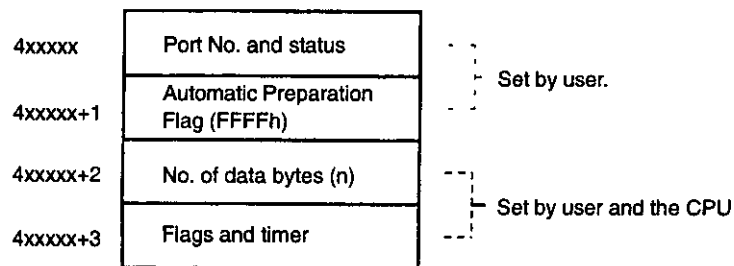 4xxxxx Port No. and status
Set by user.
4xxxxx+1 Automatic Preparation
Flag (FFFFh)
4xxxxx+2 No. of data bytes (n)
Set by user and the CPU
4xxxxx+3 Flags and timer